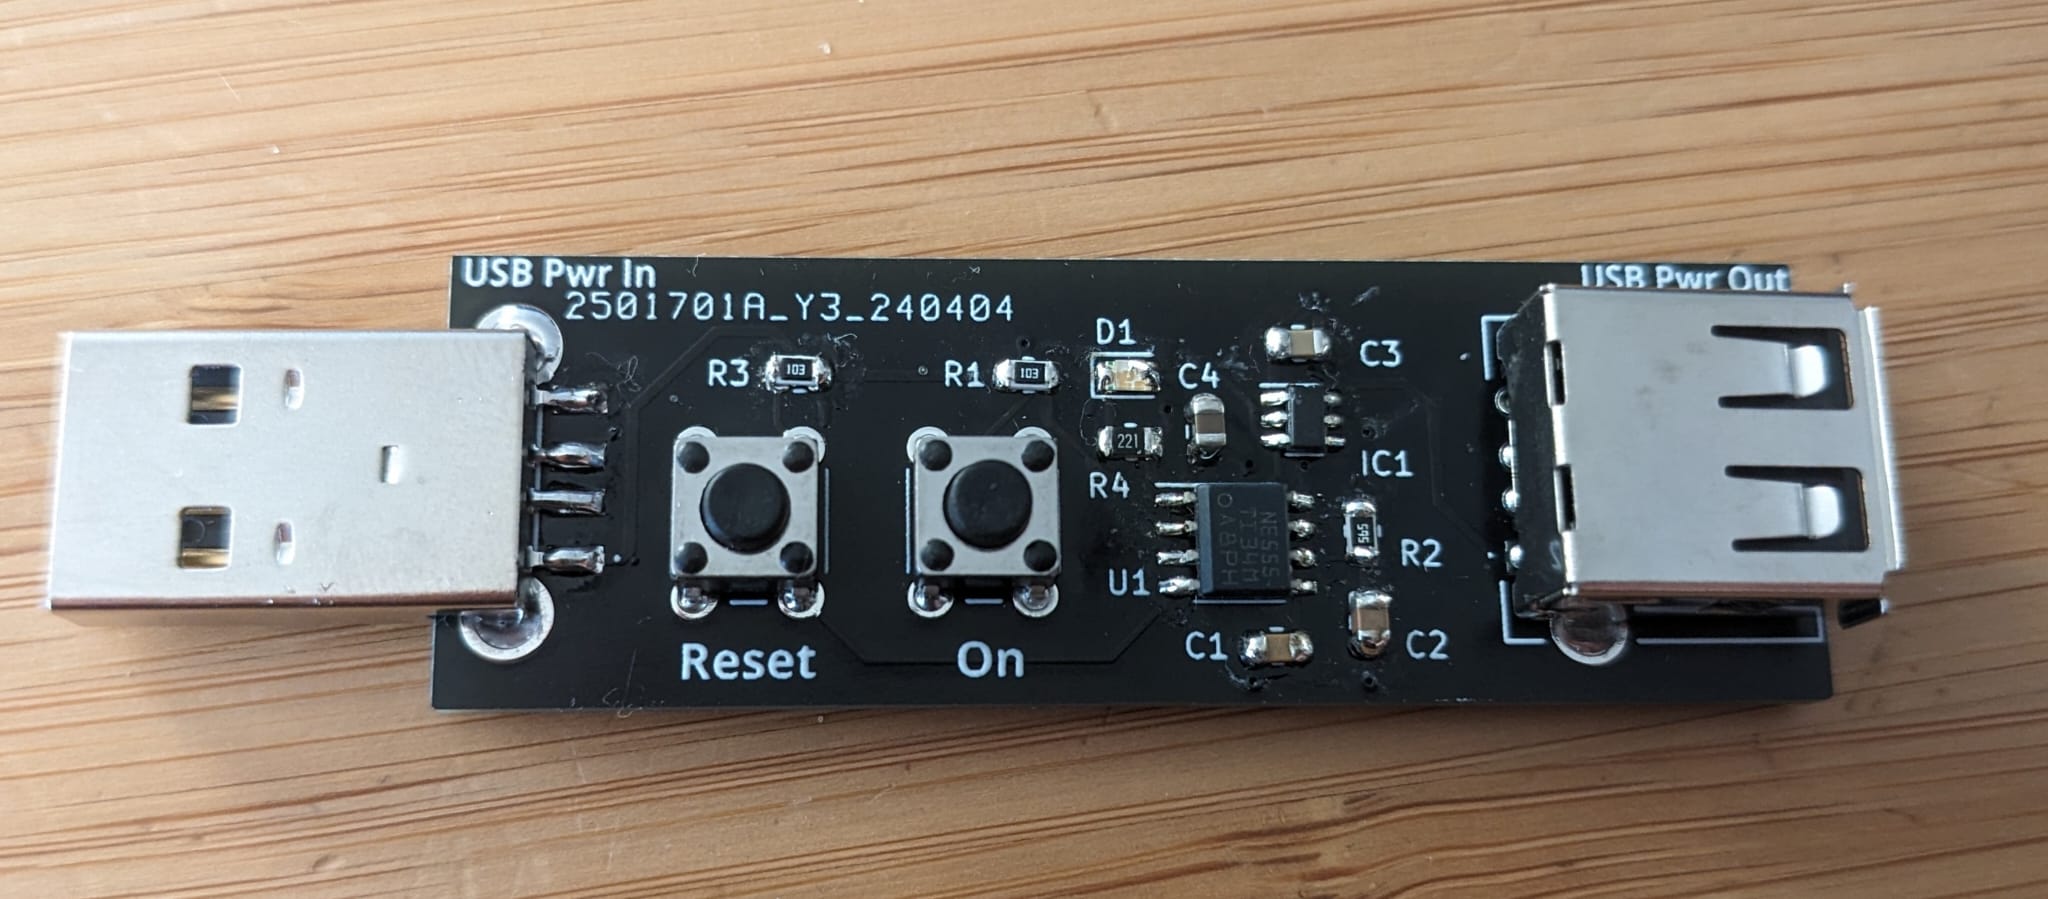 USB Pwr In
USB Pwr Out
2501701A_Y3_240404
D1
C3
R3
103
R1
103
C4
221
IC1
R4
NE555
TI34M
A8PH
565
R2
U1
C1
C2
Reset
On